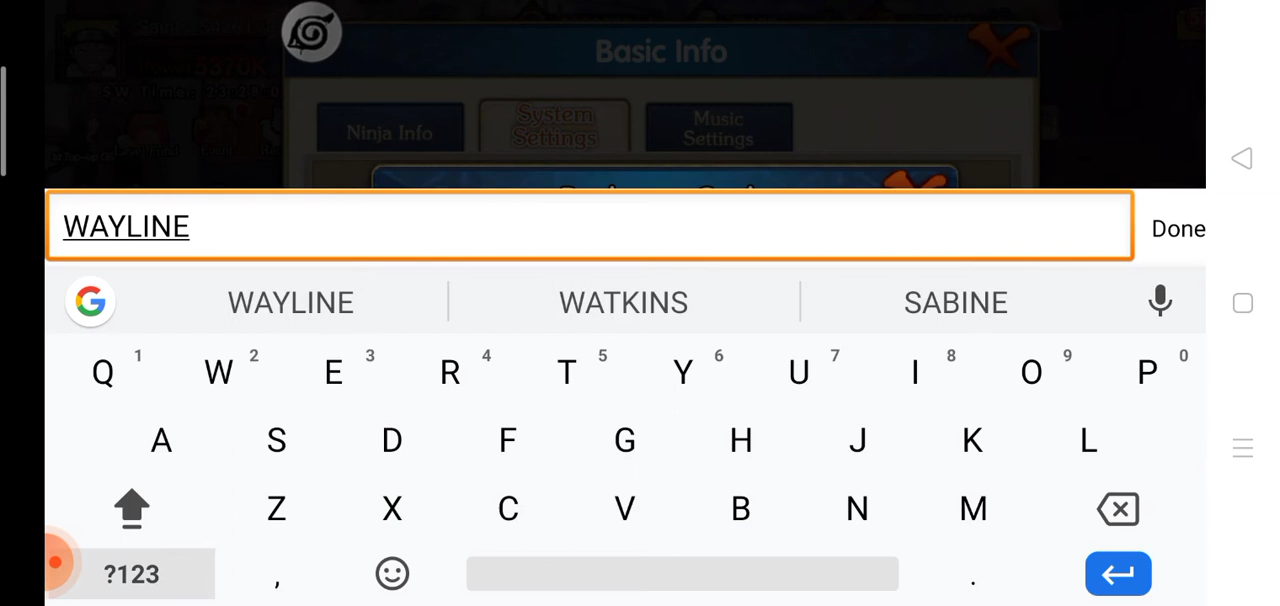 Basic Info
Ninja Info
System
Settings
Music
Settings
WAYLINE
Done
WAYLINE WATKINS SABINE
Q 1 W 2 E 3 R 4 T 5 Y 6 U 7 I 8 O 9 P 0
A S D F G H J K L
Z X C V B N M
?123 , .